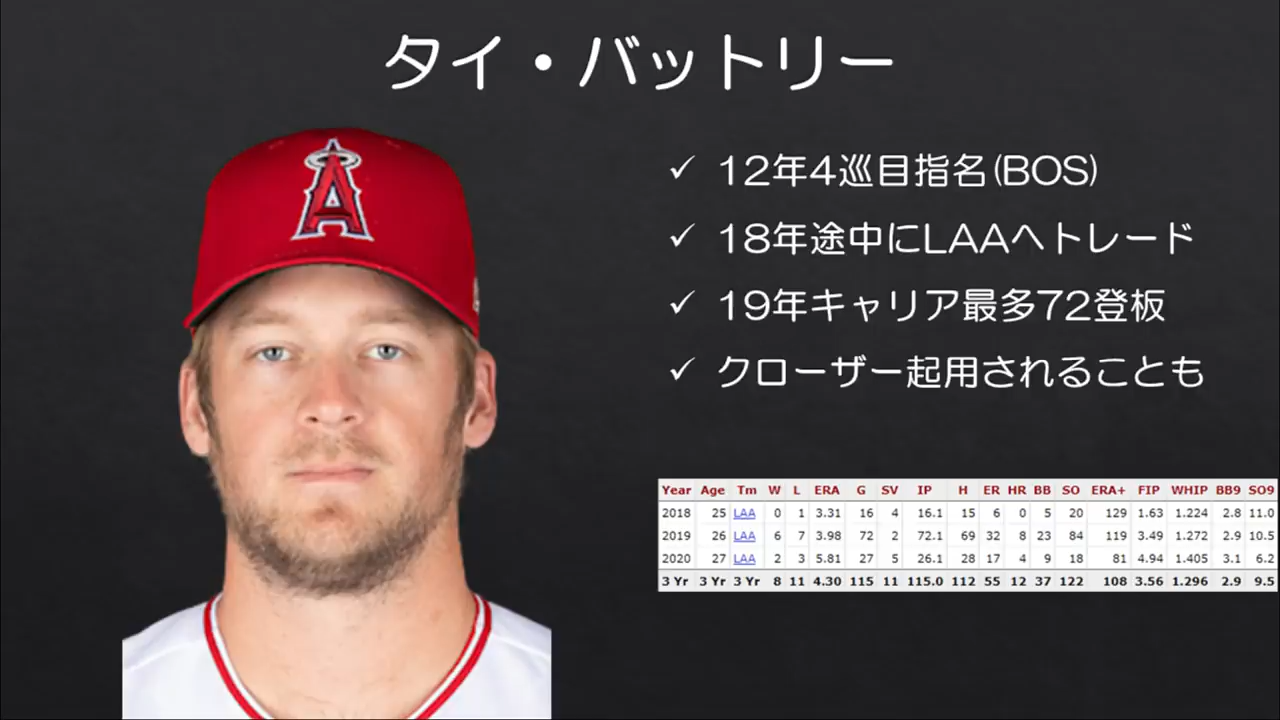 タイ・バットリー
A
✓ 12年4巡目指名(BOS)
✓ 18年途中にLAAへトレード
✓ 19年キャリア最多72登板
✓ クローザー起用されることも
Year Age Tm W L ERA G SV IP H ER HR BB SO ERA+ FIP WHIP BB9 SO9
2018 25 LAA 0 1 3.31 16 4 16.1 15 6 0 5 20 129 1.63 1.224 2.8 11.0
2019 26 LAA 6 7 3.98 72 2 72.1 69 32 8 23 84 119 3.49 1.272 2.9 10.5
2020 27 LAA 2 3 5.81 27 5 26.1 28 17 4 9 18 81 4.94 1.405 3.1 6.2
3 Yr 3 Yr 3 Yr 8 11 4.30 115 11 115.0 112 55 12 37 122 108 3.56 1.296 2.9 9.5